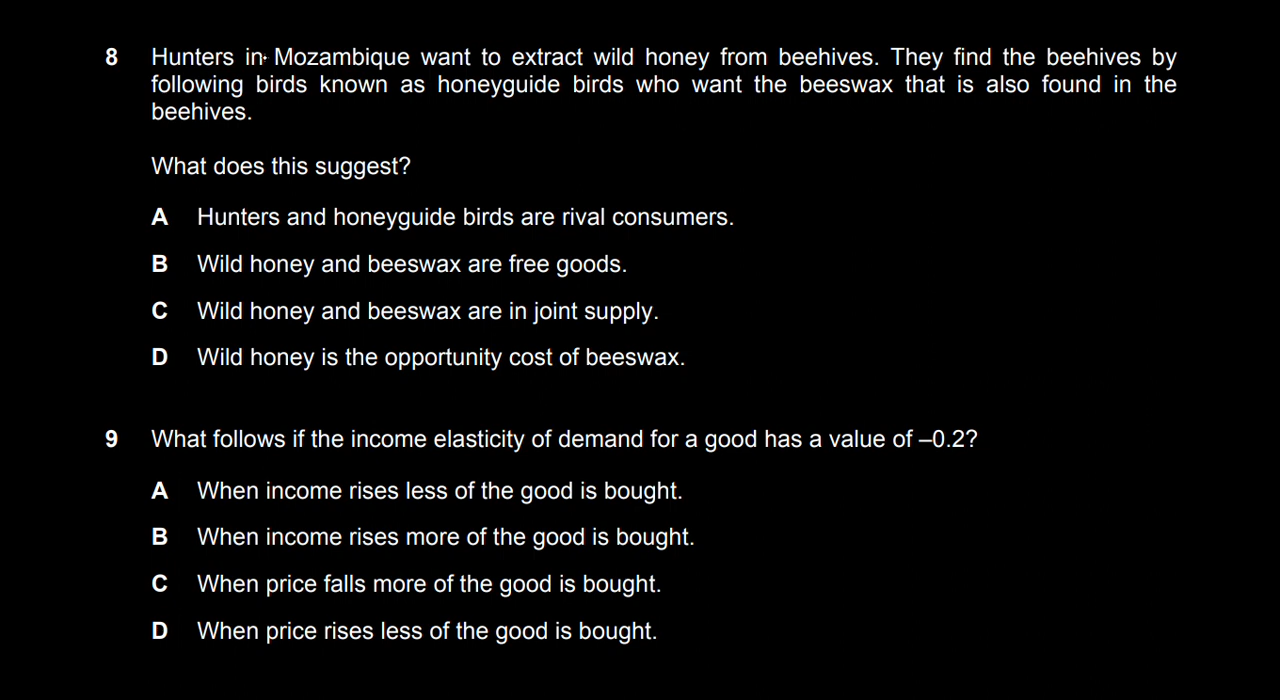 8 Hunters in Mozambique want to extract wild honey from beehives. They find the beehives by
following birds known as honeyguide birds who want the beeswax that is also found in the
beehives.
What does this suggest?
A Hunters and honeyguide birds are rival consumers.
B Wild honey and beeswax are free goods.
C Wild honey and beeswax are in joint supply.
D Wild honey is the opportunity cost of beeswax.
9 What follows if the income elasticity of demand for a good has a value of –0.2?
A When income rises less of the good is bought.
B When income rises more of the good is bought.
C When price falls more of the good is bought.
D When price rises less of the good is bought.